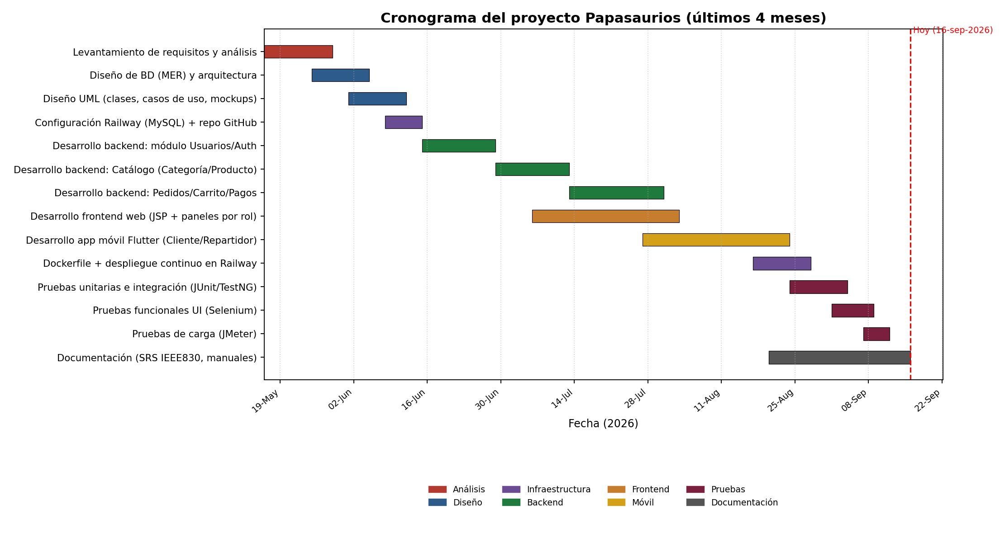 Cronograma del proyecto Papasaurios (últimos 4 meses)
Hoy (16-sep-2026)
Levantamiento de requisitos y análisis
Diseño de BD (MER) y arquitectura
Diseño UML (clases, casos de uso, mockups)
Configuración Railway (MySQL) + repo GitHub
Desarrollo backend: módulo Usuarios/Auth
Desarrollo backend: Catálogo (Categoría/Producto)
Desarrollo backend: Pedidos/Carrito/Pagos
Desarrollo frontend web (JSP + paneles por rol)
Desarrollo app móvil Flutter (Cliente/Repartidor)
Dockerfile + despliegue continuo en Railway
Pruebas unitarias e integración (JUnit/TestNG)
Pruebas funcionales UI (Selenium)
Pruebas de carga (JMeter)
Documentación (SRS IEEE830, manuales)
19-May 02-Jun 16-Jun 30-Jun 14-Jul 28-Jul 11-Aug 25-Aug 08-Sep 22-Sep
Fecha (2026)
Análisis Infraestructura Frontend Pruebas
Diseño Backend Móvil Documentación